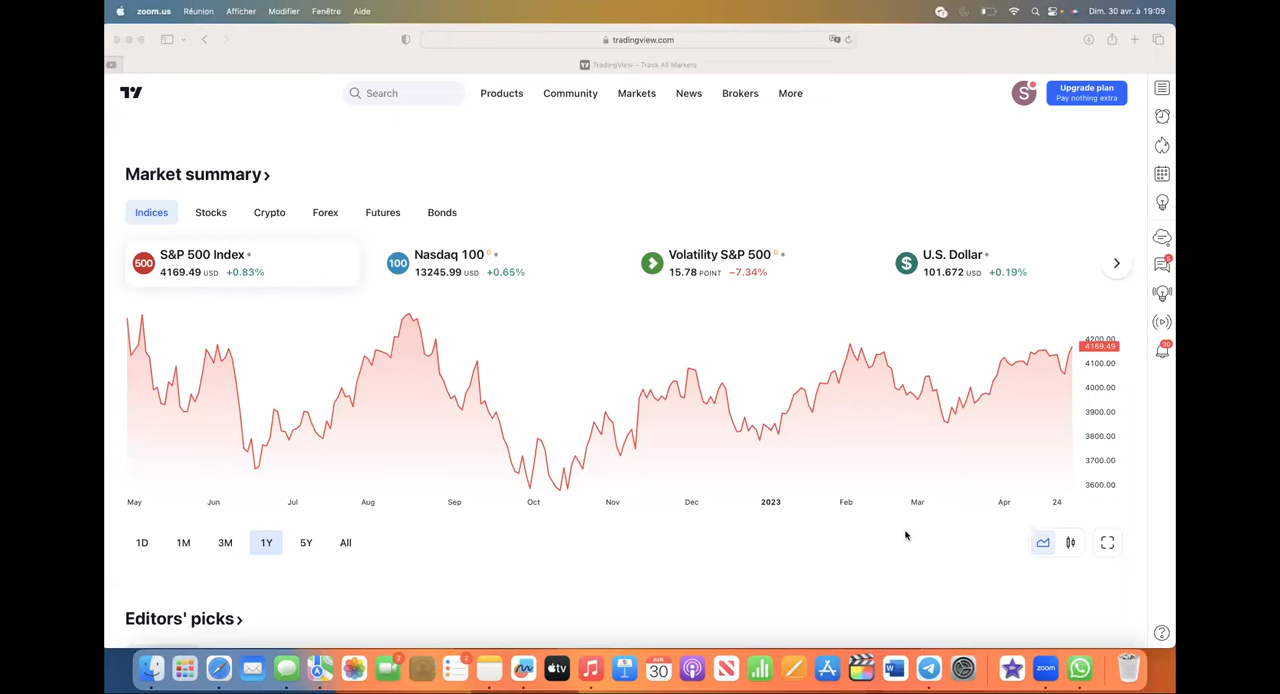 zoom.us Réunion Afficher Modifier Fenêtre Aide
Dim. 30 avr. à 19:09
tradingview.com
TradingView – Track All Markets
Search
Products Community Markets News Brokers More
S
Upgrade plan
Pay nothing extra
Market summary ›
Indices Stocks Crypto Forex Futures Bonds
500
S&P 500 Index
4169.49 USD +0.83%
100
Nasdaq 100 D
13245.99 USD +0.65%
Volatility S&P 500 D
15.78 POINT −7.34%
$
U.S. Dollar
101.672 USD +0.19%
4200.00
4169.49
4100.00
4000.00
3900.00
3800.00
3700.00
3600.00
May Jun Jul Aug Sep Oct Nov Dec 2023 Feb Mar Apr 24
1D 1M 3M 1Y 5Y All
Editors' picks ›
5
30
tv
30
zoom